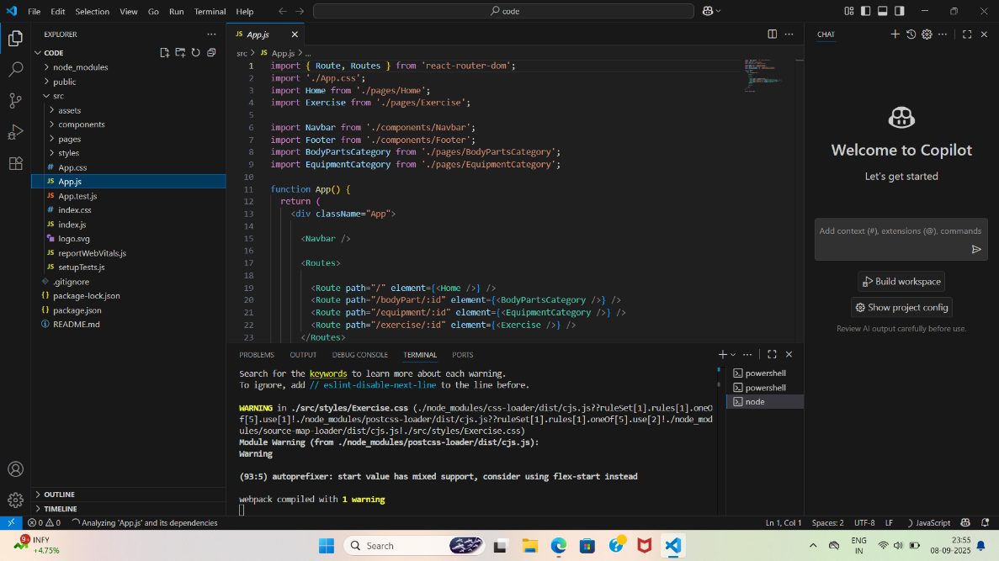 File Edit Selection View Go Run Terminal Help
code
EXPLORER
CODE
node_modules
public
src
assets
components
pages
styles
# App.css
JS App.js
JS App.test.js
# index.css
JS index.js
logo.svg
JS reportWebVitals.js
JS setupTests.js
.gitignore
{} package-lock.json
{} package.json
README.md
OUTLINE
TIMELINE
JS App.js
src > JS App.js > ...
1 import { Route, Routes } from 'react-router-dom';
2 import './App.css';
3 import Home from './pages/Home';
4 import Exercise from './pages/Exercise';
5
6 import Navbar from './components/Navbar';
7 import Footer from './components/Footer';
8 import BodyPartsCategory from './pages/BodyPartsCategory';
9 import EquipmentCategory from './pages/EquipmentCategory';
10
11 function App() {
12 return (
13 <div className="App">
14
15 <Navbar />
16
17 <Routes>
18
19 <Route path="/" element={<Home />} />
20 <Route path="/bodyPart/:id" element={<BodyPartsCategory />} />
21 <Route path="/equipment/:id" element={<EquipmentCategory />} />
22 <Route path="/exercise/:id" element={<Exercise />} />
23 </Routes>
PROBLEMS OUTPUT DEBUG CONSOLE TERMINAL PORTS
Search for the keywords to learn more about each warning.
To ignore, add // eslint-disable-next-line to the line before.
WARNING in ./src/styles/Exercise.css (./node_modules/css-loader/dist/cjs.js??ruleSet[1].rules[1].oneO
f[5].use[1]!./node_modules/postcss-loader/dist/cjs.js??ruleSet[1].rules[1].oneOf[5].use[2]!./node_mod
ules/source-map-loader/dist/cjs.js!./src/styles/Exercise.css)
Module Warning (from ./node_modules/postcss-loader/dist/cjs.js):
Warning
(93:5) autoprefixer: start value has mixed support, consider using flex-start instead
webpack compiled with 1 warning
powershell
powershell
node
CHAT
Welcome to Copilot
Let's get started
Add context (#), extensions (@), commands
Build workspace
Show project config
Review AI output carefully before use.
0 0 Analyzing 'App.js' and its dependencies
Ln 1, Col 1 Spaces: 2 UTF-8 LF JavaScript
9+
INFY
+4.75%
Search
ENG
IN
23:55
08-09-2025